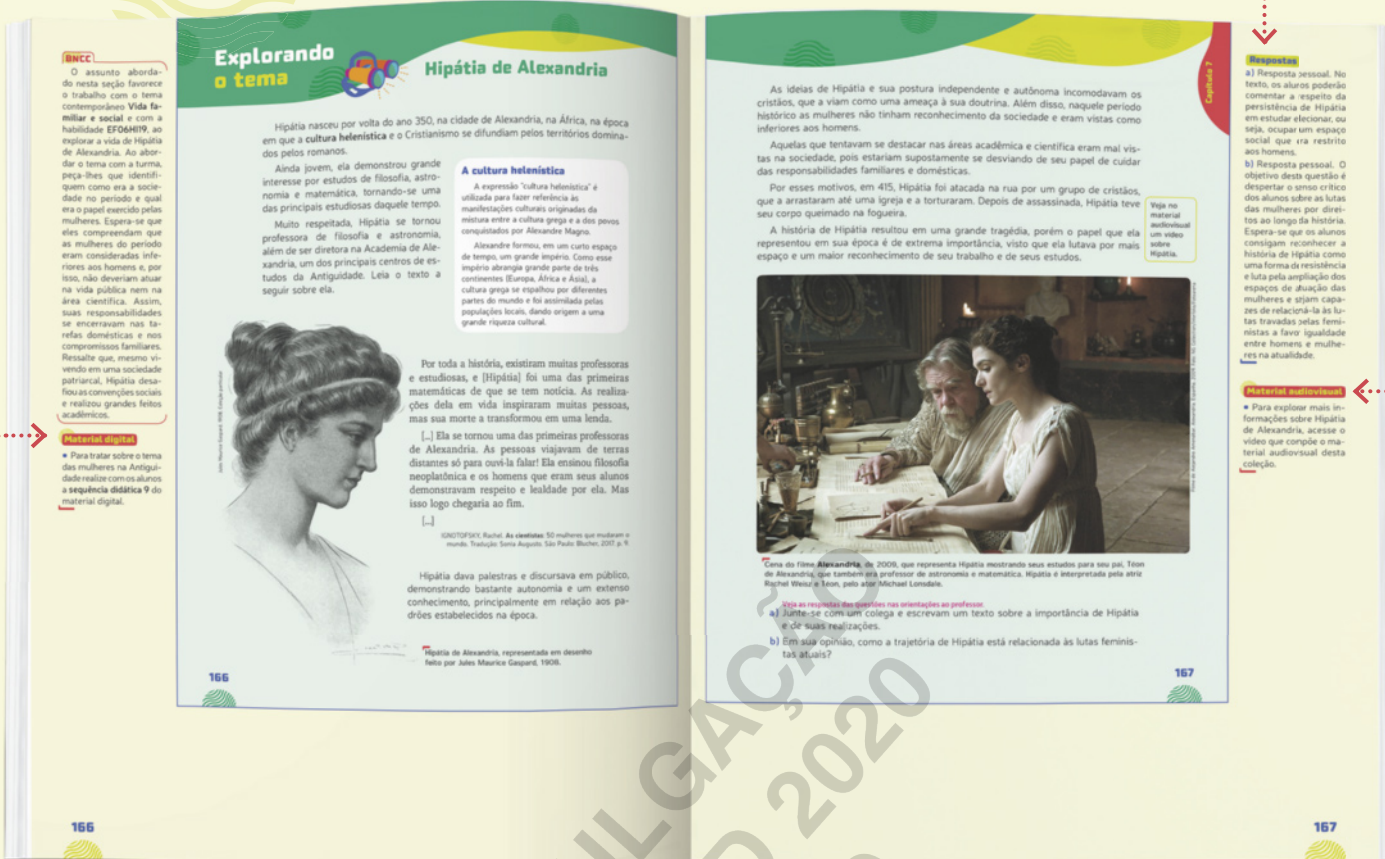 BNCC
O assunto aborda-
do nesta seção favorece
o trabalho com o tema
contemporâneo Vida fa-
miliar e social e com a
habilidade EF06HI19, ao
explorar a vida de Hipátia
de Alexandria. Ao abor-
dar o tema com a turma,
peça-lhes que identifi-
quem como era a socie-
dade no período e qual
era o papel exercido pelas
mulheres. Espera-se que
eles compreendam que
as mulheres do período
eram consideradas infe-
riores aos homens e, por
isso, não deveriam atuar
na vida pública nem na
área científica. Assim,
suas responsabilidades
se encerravam nas ta-
refas domésticas e nos
compromissos familiares.
Ressalte que, mesmo vi-
vendo em uma sociedade
patriarcal, Hipátia desa-
fiou as convenções sociais
e realizou grandes feitos
acadêmicos.
Material digital
• Para tratar sobre o tema
das mulheres na Antigui-
dade realize com os alunos
a sequência didática 9 do
material digital.
Explorando
o tema
Hipátia de Alexandria
Hipátia nasceu por volta do ano 350, na cidade de Alexandria, na África, na época
em que a cultura helenística e o Cristianismo se difundiam pelos territórios domina-
dos pelos romanos.
Ainda jovem, ela demonstrou grande
interesse por estudos de filosofia, astro-
nomia e matemática, tornando-se uma
das principais estudiosas daquele tempo.
Muito respeitada, Hipátia se tornou
professora de filosofia e astronomia,
além de ser diretora na Academia de Ale-
xandria, um dos principais centros de es-
tudos da Antiguidade. Leia o texto a
seguir sobre ela.
A cultura helenística
A expressão "cultura helenística" é
utilizada para fazer referência às
manifestações culturais originadas da
mistura entre a cultura grega e a dos povos
conquistados por Alexandre Magno.
Alexandre formou, em um curto espaço
de tempo, um grande império. Como esse
império abrangia grande parte de três
continentes (Europa, África e Ásia), a
cultura grega se espalhou por diferentes
partes do mundo e foi assimilada pelas
populações locais, dando origem a uma
grande riqueza cultural.
Por toda a história, existiram muitas professoras
e estudiosas, e [Hipátia] foi uma das primeiras
matemáticas de que se tem notícia. As realiza-
ções dela em vida inspiraram muitas pessoas,
mas sua morte a transformou em uma lenda.
[...] Ela se tornou uma das primeiras professoras
de Alexandria. As pessoas viajavam de terras
distantes só para ouvi-la falar! Ela ensinou filosofia
neoplatônica e os homens que eram seus alunos
demonstravam respeito e lealdade por ela. Mas
isso logo chegaria ao fim.
[...]
IGNOTOFSKY, Rachel. As cientistas: 50 mulheres que mudaram o
mundo. Tradução: Sonia Augusto. São Paulo: Blucher, 2017. p. 9.
Hipátia dava palestras e discursava em público,
demonstrando bastante autonomia e um extenso
conhecimento, principalmente em relação aos pa-
drões estabelecidos na época.
Hipátia de Alexandria, representada em desenho
feito por Jules Maurice Gaspard, 1908.
166
166
Capítulo 7
As ideias de Hipátia e sua postura independente e autônoma incomodavam os
cristãos, que a viam como uma ameaça à sua doutrina. Além disso, naquele período
histórico as mulheres não tinham reconhecimento da sociedade e eram vistas como
inferiores aos homens.
Aquelas que tentavam se destacar nas áreas acadêmica e científica eram mal vis-
tas na sociedade, pois estariam supostamente se desviando de seu papel de cuidar
das responsabilidades familiares e domésticas.
Por esses motivos, em 415, Hipátia foi atacada na rua por um grupo de cristãos,
que a arrastaram até uma igreja e a torturaram. Depois de assassinada, Hipátia teve
seu corpo queimado na fogueira.
A história de Hipátia resultou em uma grande tragédia, porém o papel que ela
representou em sua época é de extrema importância, visto que ela lutava por mais
espaço e um maior reconhecimento de seu trabalho e de seus estudos.
Veja no
material
audiovisual
um vídeo
sobre
Hipátia.
Cena do filme Alexandria, de 2009, que representa Hipátia mostrando seus estudos para seu pai, Téon
de Alexandria, que também era professor de astronomia e matemática. Hipátia é interpretada pela atriz
Rachel Weisz e Téon, pelo ator Michael Lonsdale.
Veja as respostas das questões nas orientações ao professor.
a) Junte-se com um colega e escrevam um texto sobre a importância de Hipátia
e de suas realizações.
b) Em sua opinião, como a trajetória de Hipátia está relacionada às lutas feminis-
tas atuais?
167
Respostas
a) Resposta pessoal. No
texto, os alunos poderão
comentar a respeito da
persistência de Hipátia
em estudar e lecionar, ou
seja, ocupar um espaço
social que era restrito
aos homens.
b) Resposta pessoal. O
objetivo desta questão é
despertar o senso crítico
dos alunos sobre as lutas
das mulheres por direi-
tos ao longo da história.
Espera-se que os alunos
consigam reconhecer a
história de Hipátia como
uma forma de resistência
e luta pela ampliação dos
espaços de atuação das
mulheres e sejam capa-
zes de relacioná-la às lu-
tas travadas pelas femi-
nistas a favor igualdade
entre homens e mulhe-
res na atualidade.
Material audiovisual
• Para explorar mais in-
formações sobre Hipátia
de Alexandria, acesse o
vídeo que compõe o ma-
terial audiovsual desta
coleção.
167
2020